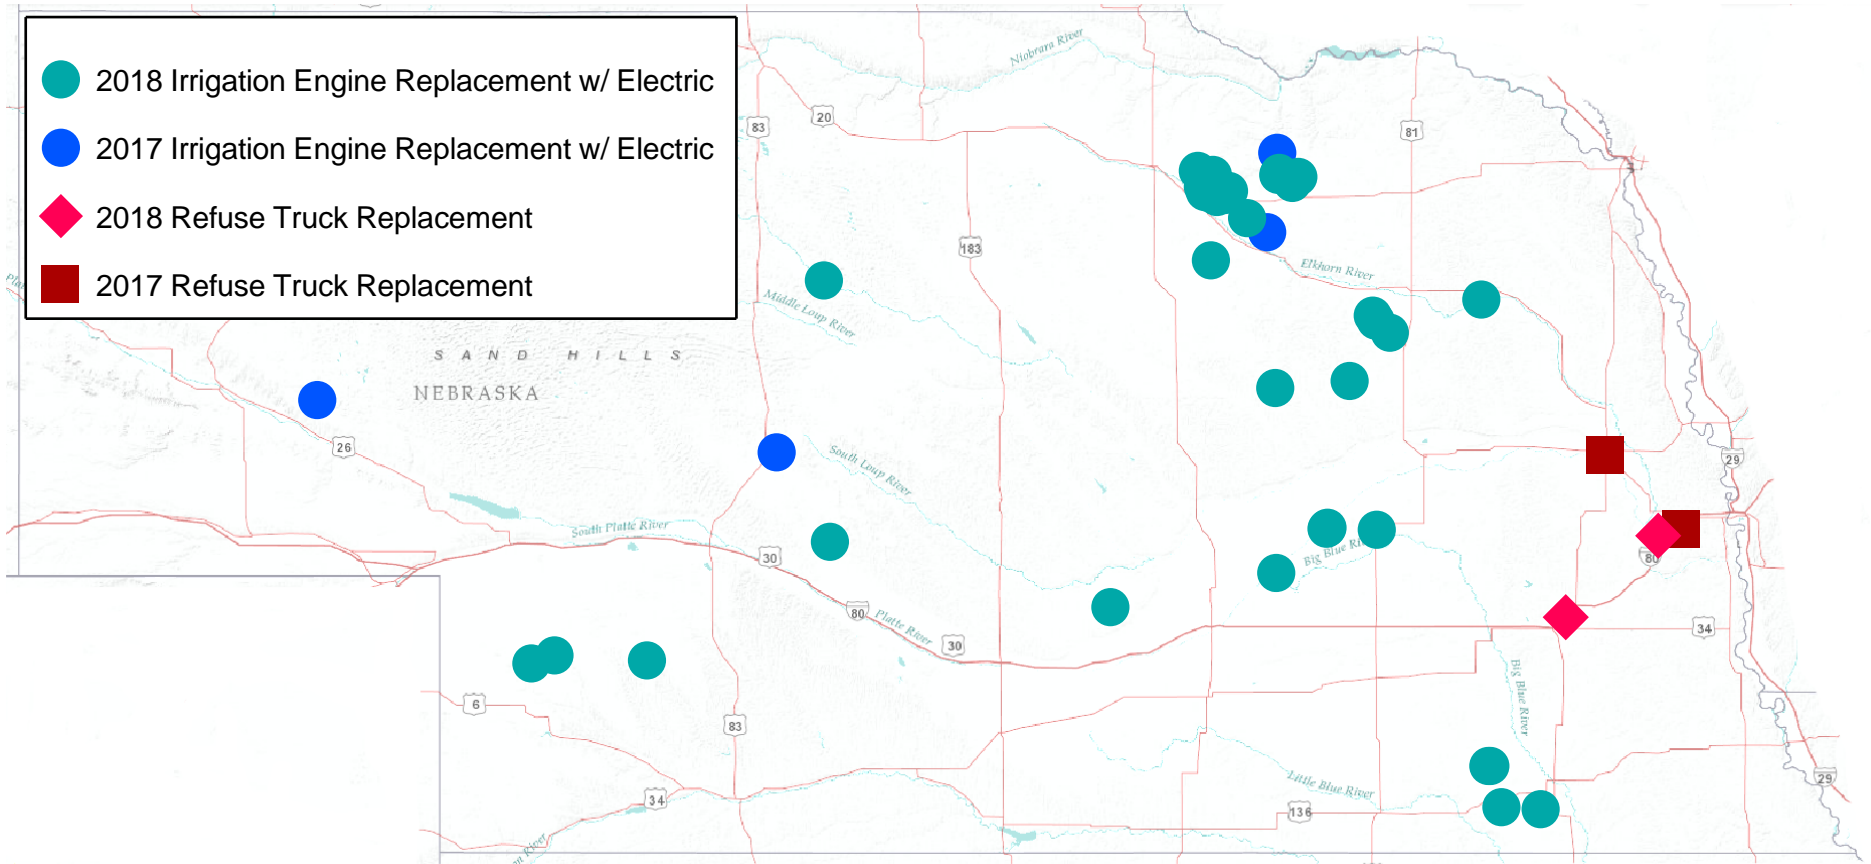 2018 Irrigation Engine Replacement w/ Electric
2017 Irrigation Engine Replacement w/ Electric
2018 Refuse Truck Replacement
2017 Refuse Truck Replacement
Niobrara River
83
20
81
183
Elkhorn River
Middle Loup River
SAND HILLS
NEBRASKA
26
South Loup River
29
South Platte River
30
Big Blue
80
80
Platte River
30
34
6
83
Big Blue River
Little Blue River
34
136
29
River